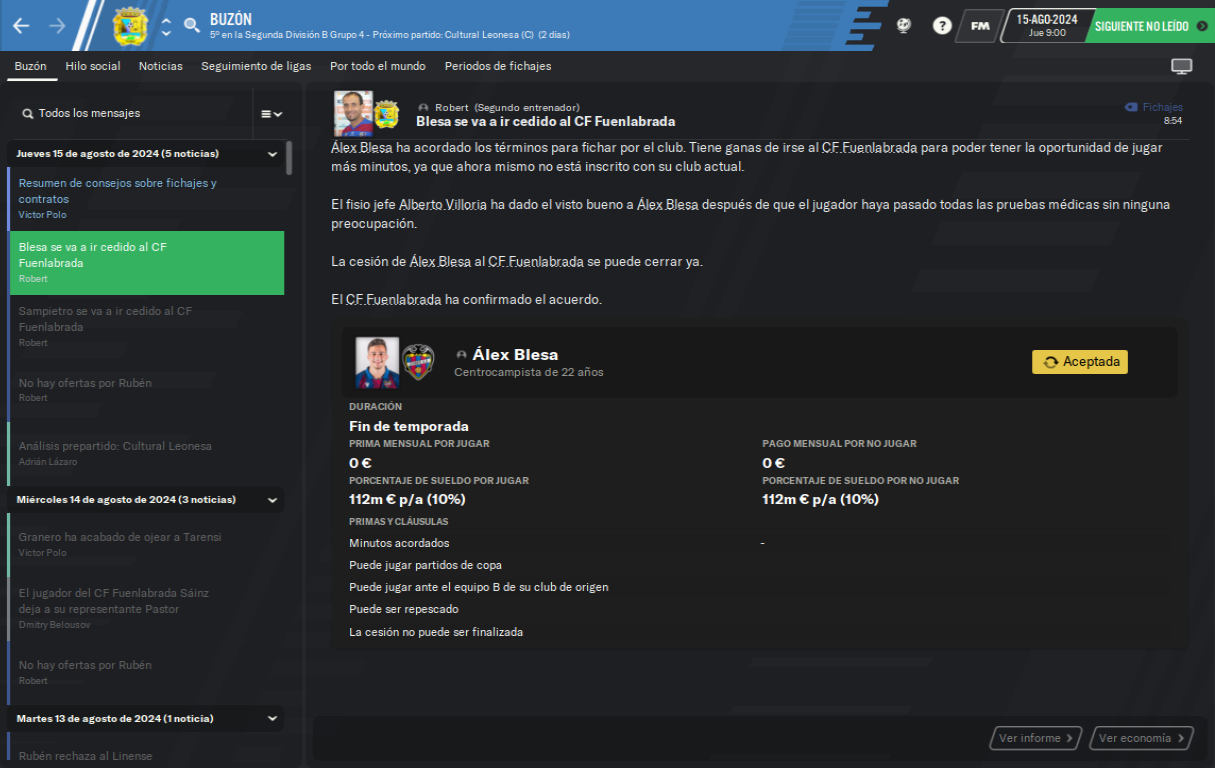 BUZÓN
5º en la Segunda División B Grupo 4 - Próximo partido: Cultural Leonesa (C) (2 días)
?
FM
15-AGO-2024
Jue 9:00
SIGUIENTE NO LEÍDO
Buzón
Hilo social
Noticias
Seguimiento de ligas
Por todo el mundo
Periodos de fichajes
Todos los mensajes
Jueves 15 de agosto de 2024 (5 noticias)
Resumen de consejos sobre fichajes y
contratos
Víctor Polo
Blesa se va a ir cedido al CF
Fuenlabrada
Robert
Sampietro se va a ir cedido al CF
Fuenlabrada
Robert
No hay ofertas por Rubén
Robert
Análisis prepartido: Cultural Leonesa
Adrián Lázaro
Miércoles 14 de agosto de 2024 (3 noticias)
Granero ha acabado de ojear a Tarensi
Víctor Polo
El jugador del CF Fuenlabrada Sáinz
deja a su representante Pastor
Dmitry Belousov
No hay ofertas por Rubén
Robert
Martes 13 de agosto de 2024 (1 noticia)
Rubén rechaza al Linense
Robert (Segundo entrenador)
Blesa se va a ir cedido al CF Fuenlabrada
Fichajes
8:54
Álex Blesa ha acordado los términos para fichar por el club. Tiene ganas de irse al CF Fuenlabrada para poder tener la oportunidad de jugar
más minutos, ya que ahora mismo no está inscrito con su club actual.
El fisio jefe Alberto Villoria ha dado el visto bueno a Álex Blesa después de que el jugador haya pasado todas las pruebas médicas sin ninguna
preocupación.
La cesión de Álex Blesa al CF Fuenlabrada se puede cerrar ya.
El CF Fuenlabrada ha confirmado el acuerdo.
Álex Blesa
Centrocampista de 22 años
Aceptada
DURACIÓN
Fin de temporada
PRIMA MENSUAL POR JUGAR
0 €
PAGO MENSUAL POR NO JUGAR
0 €
PORCENTAJE DE SUELDO POR JUGAR
112m € p/a (10%)
PORCENTAJE DE SUELDO POR NO JUGAR
112m € p/a (10%)
PRIMAS Y CLÁUSULAS
Minutos acordados -
Puede jugar partidos de copa
Puede jugar ante el equipo B de su club de origen
Puede ser repescado
La cesión no puede ser finalizada
Ver informe
Ver economía